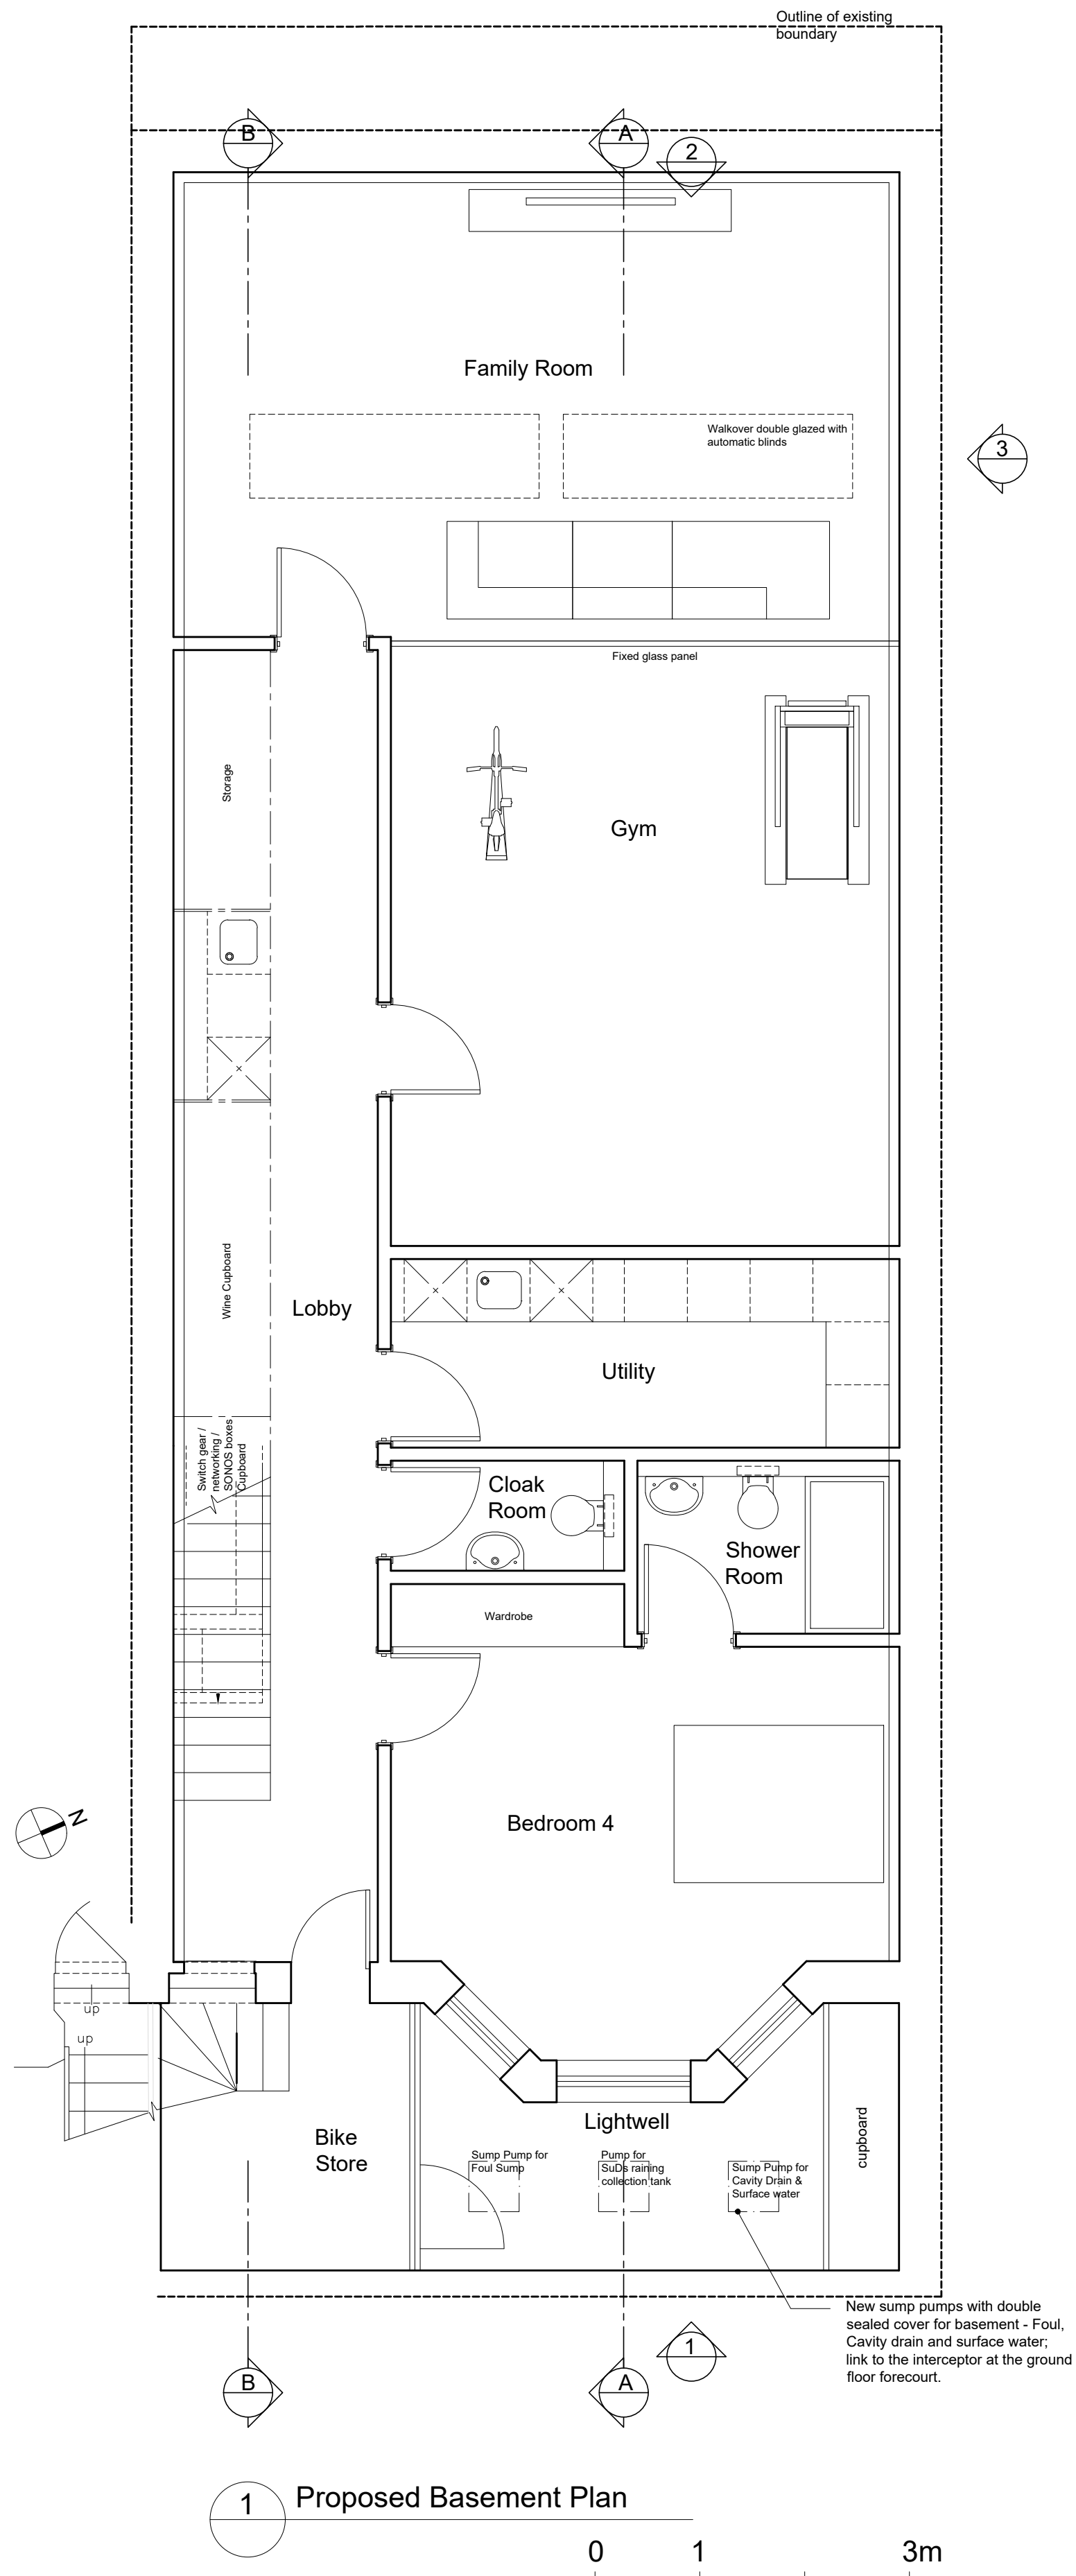 Outline of existing
boundary
B
A
2
Family Room
Walkover double glazed with
automatic blinds
3
Fixed glass panel
Storage
Gym
Wine Cupboard
Lobby
Utility
Switch gear /
networking /
SONOS boxes
Cupboard
Cloak
Room
Shower
Room
Wardrobe
Bedroom 4
N
up
up
Bike
Store
Lightwell
cupboard
Sump Pump for
Foul Sump
Pump for
SuDs raining
collection tank
Sump Pump for
Cavity Drain &
Surface water
New sump pumps with double
sealed cover for basement - Foul,
Cavity drain and surface water;
link to the interceptor at the ground
floor forecourt.
1
B
A
1
Proposed Basement Plan
0 1 3m